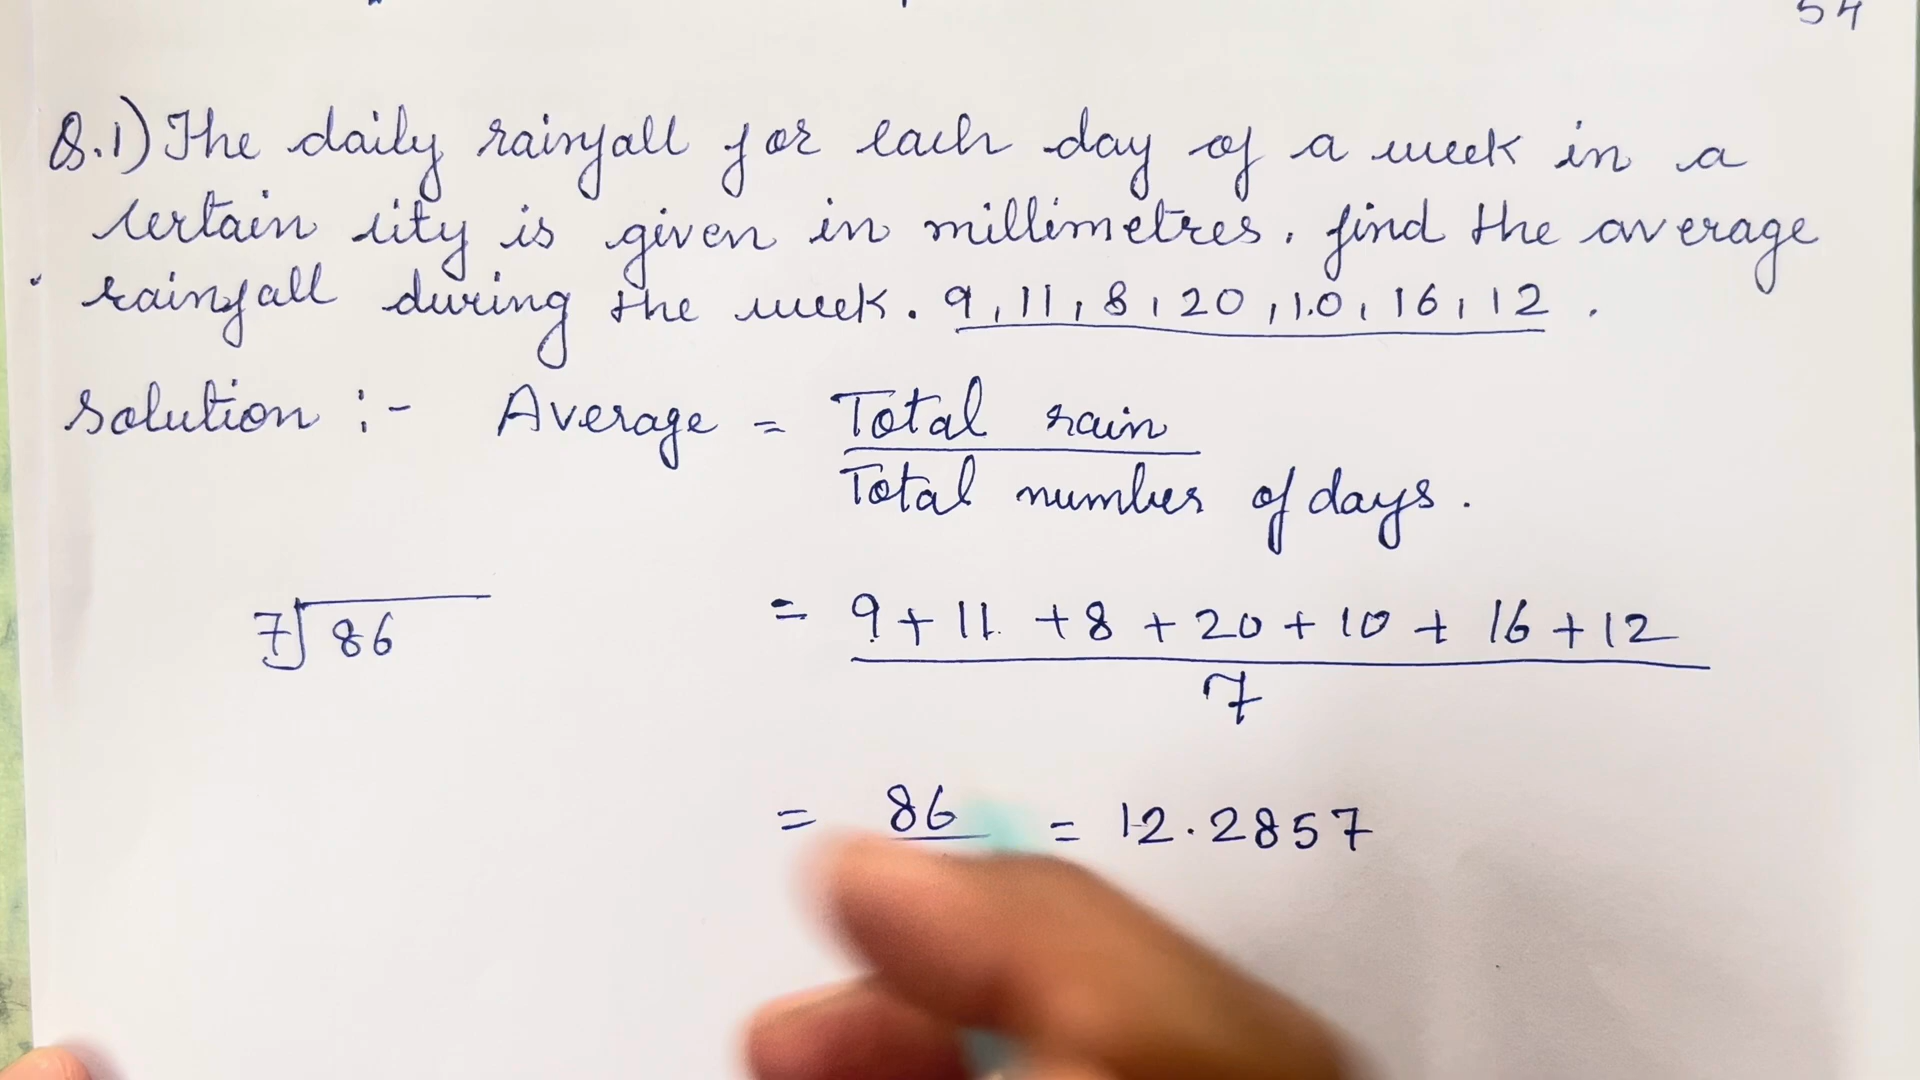 54
Q.1) The daily rainfall for each day of a week in a
certain city is given in millimetres. find the average
rainfall during the week. 9, 11, 8, 20, 10, 16, 12.
Solution :- Average = Total rain
Total number of days.
= 9 + 11 + 8 + 20 + 10 + 16 + 12
7
7 86
= 86 = 12.2857